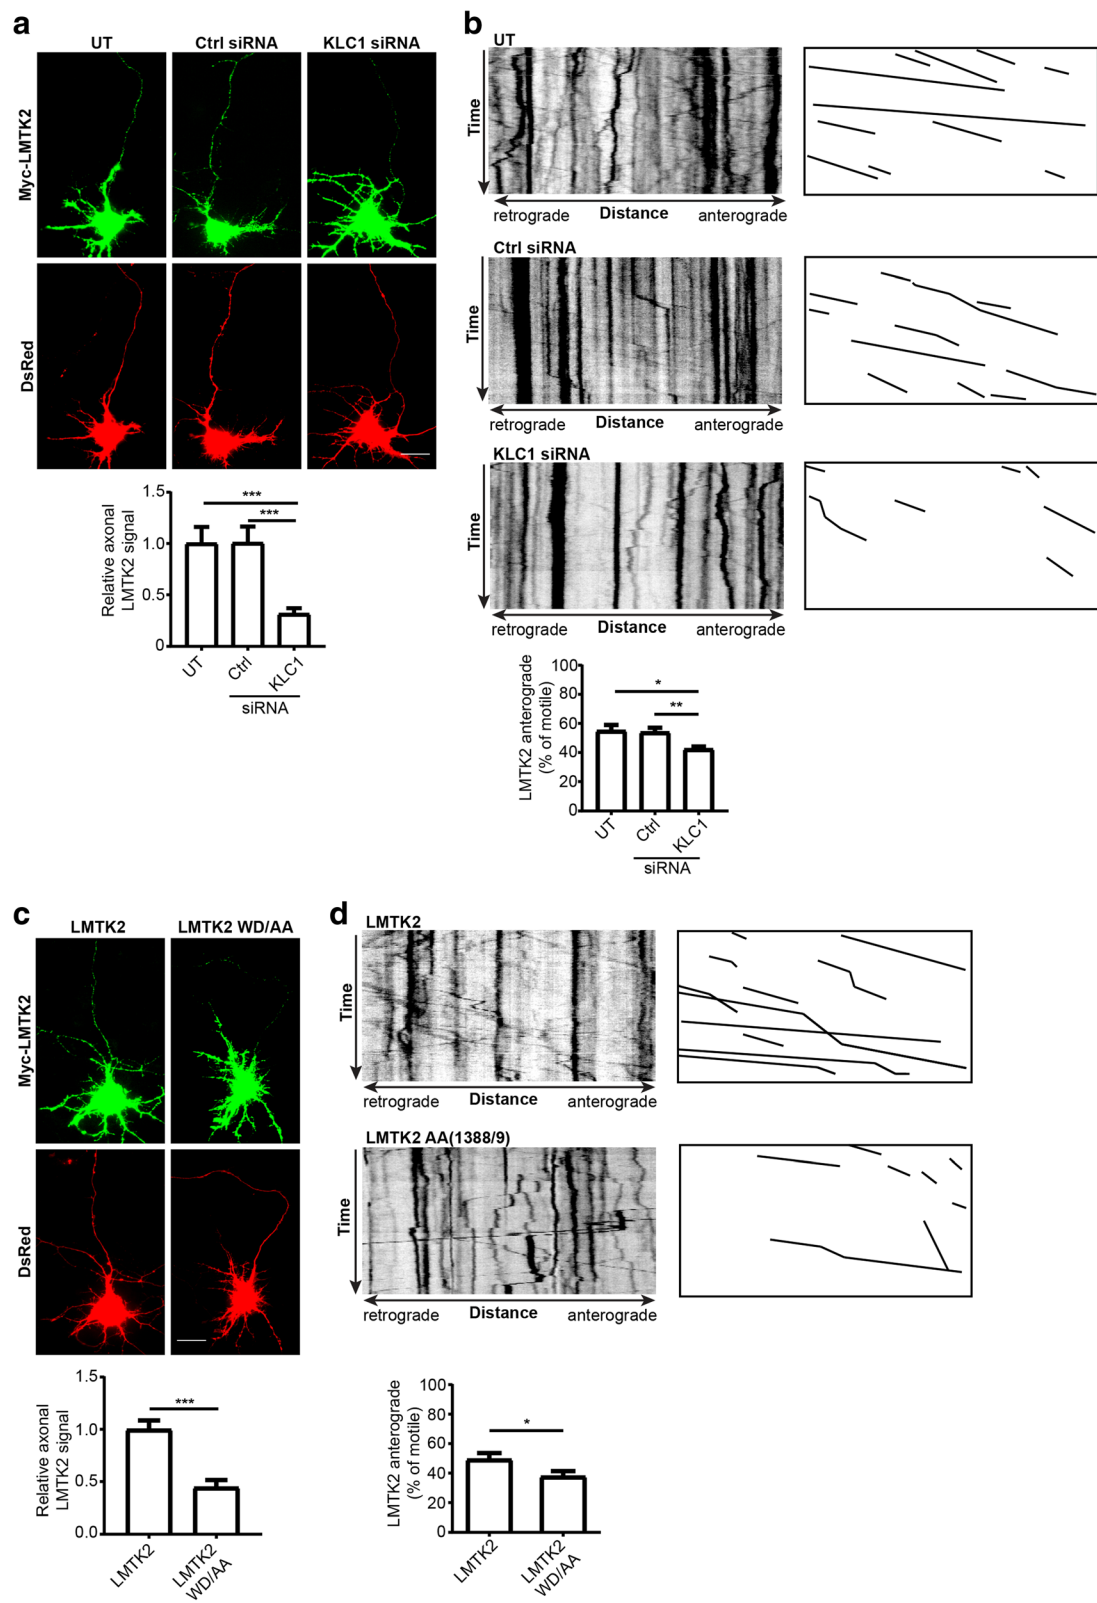 a
UT
Ctrl siRNA
KLC1 siRNA
Myc-LMTK2
DsRed
Relative axonal
LMTK2 signal
1.5
1.0
0.5
0
***
***
UT
Ctrl
KLC1
siRNA
b
UT
Time
retrograde
Distance
anterograde
Ctrl siRNA
Time
retrograde
Distance
anterograde
KLC1 siRNA
Time
retrograde
Distance
anterograde
LMTK2 anterograde
(% of motile)
100
80
60
40
20
0
*
**
UT
Ctrl
KLC1
siRNA
c
LMTK2
LMTK2 WD/AA
Myc-LMTK2
DsRed
Relative axonal
LMTK2 signal
1.5
1.0
0.5
0.0
***
LMTK2
LMTK2
WD/AA
d
LMTK2
Time
retrograde
Distance
anterograde
LMTK2 AA(1388/9)
Time
retrograde
Distance
anterograde
LMTK2 anterograde
(% of motile)
100
80
60
40
20
0
*
LMTK2
LMTK2
WD/AA